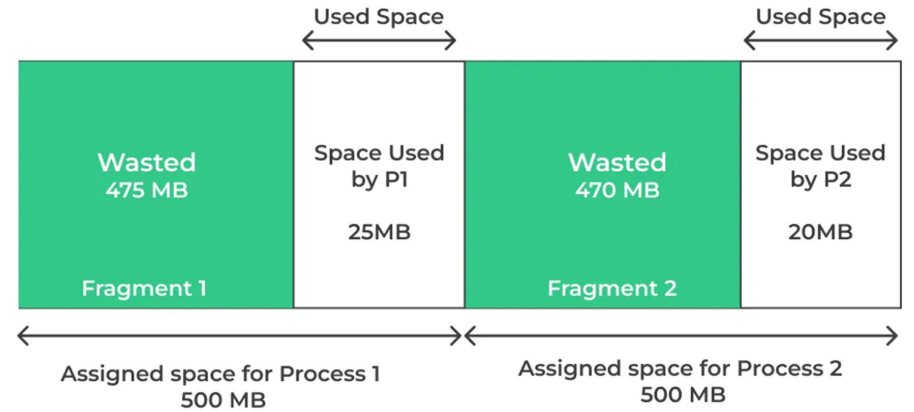 Used Space
Used Space
Wasted
475 MB
Fragment 1
Space Used
by P1
25MB
Wasted
470 MB
Fragment 2
Space Used
by P2
20MB
Assigned space for Process 1
500 MB
Assigned space for Process 2
500 MB